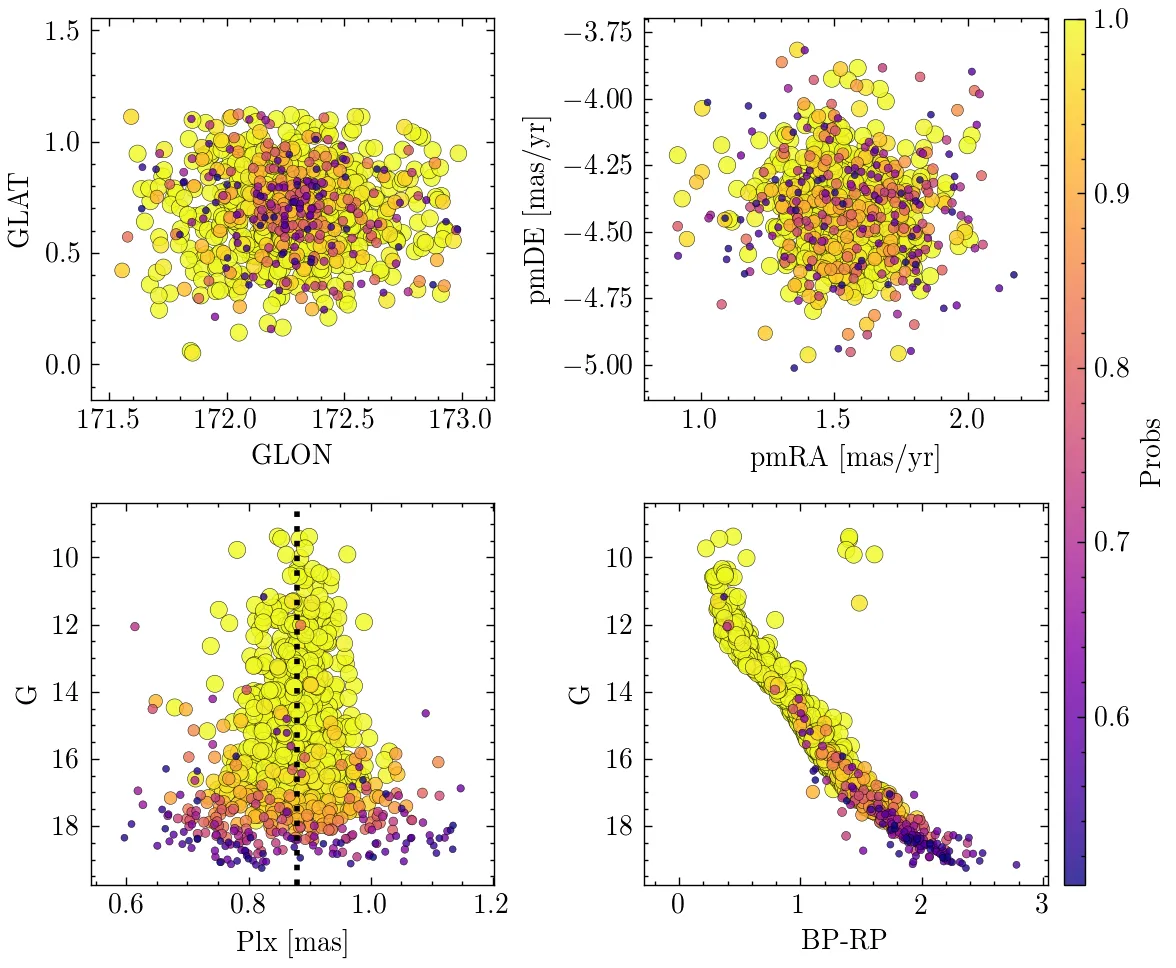 1.5
1.0
0.5
0.0
GLAT
171.5 172.0 172.5 173.0
GLON
−3.75
−4.00
−4.25
−4.50
−4.75
−5.00
pmDE [mas/yr]
1.0 1.5 2.0
pmRA [mas/yr]
10
12
14
16
18
G
0.6 0.8 1.0 1.2
Plx [mas]
10
12
14
16
18
G
0 1 2 3
BP-RP
1.0
0.9
0.8
0.7
0.6
Probs